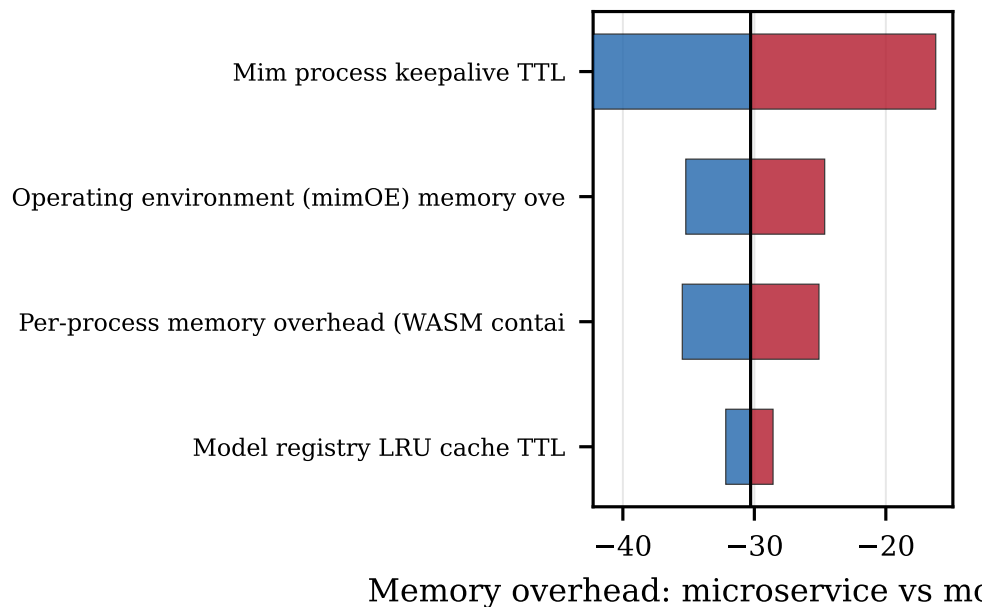 Mim process keepalive TTL
Operating environment (mimOE) memory ove
Per-process memory overhead (WASM contai
Model registry LRU cache TTL
−40 −30 −20
Memory overhead: microservice vs